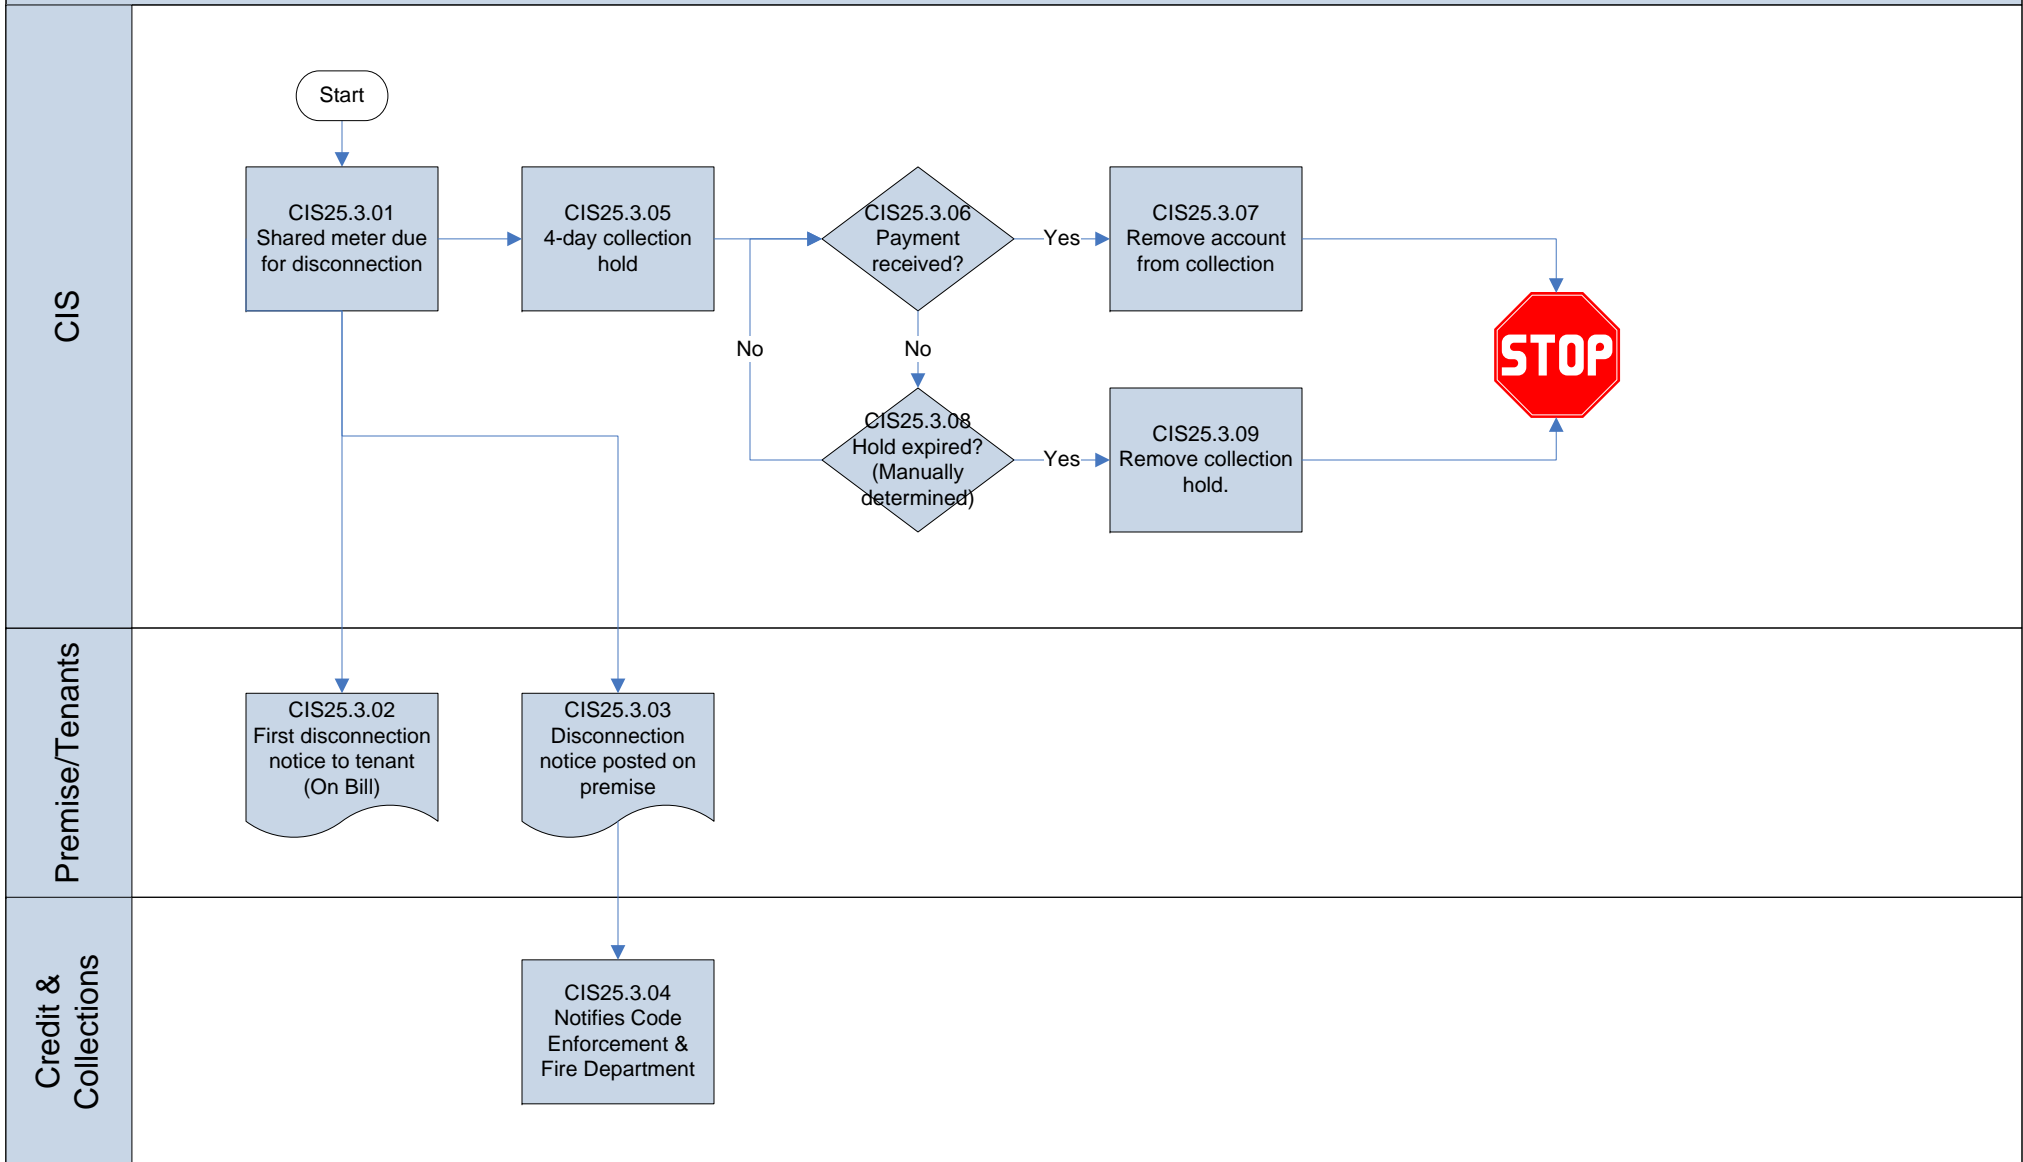 CIS
Start
CIS25.3.01
Shared meter due
for disconnection
CIS25.3.05
4-day collection
hold
CIS25.3.06
Payment
received?
Yes
CIS25.3.07
Remove account
from collection
STOP
No
No
CIS25.3.08
Hold expired?
(Manually
determined)
Yes
CIS25.3.09
Remove collection
hold.
Premise/Tenants
CIS25.3.02
First disconnection
notice to tenant
(On Bill)
CIS25.3.03
Disconnection
notice posted on
premise
Credit &
Collections
CIS25.3.04
Notifies Code
Enforcement &
Fire Department